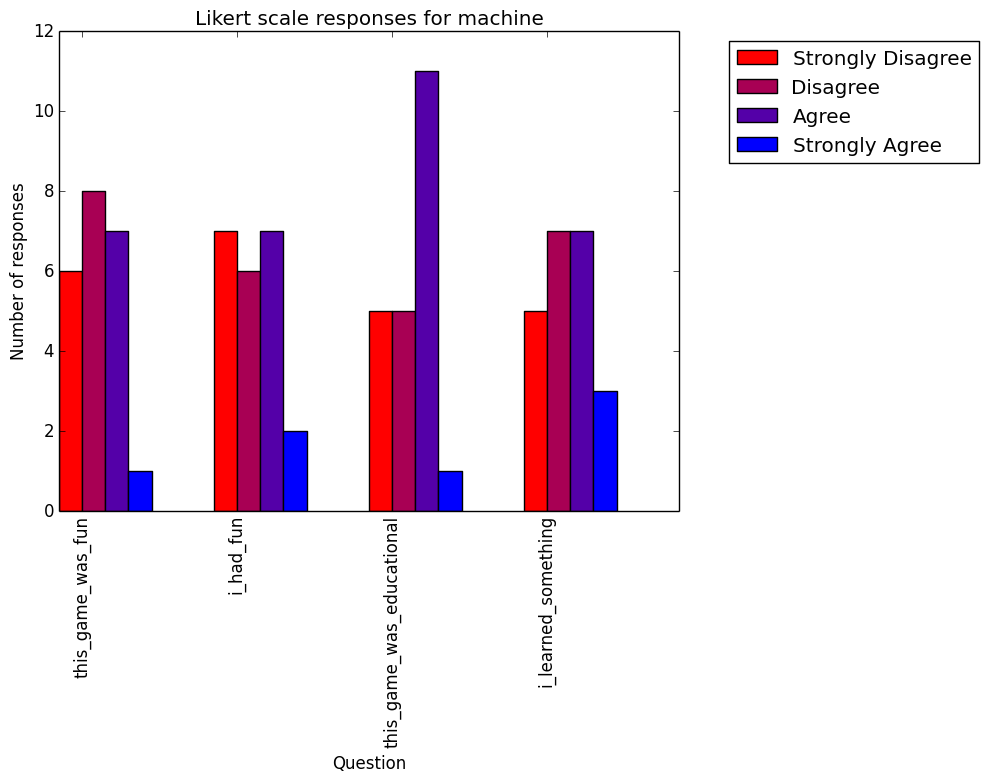 Likert scale responses for machine
12
10
8
6
4
2
0
Number of responses
this_game_was_fun
i_had_fun
this_game_was_educational
i_learned_something
Question
Strongly Disagree
Disagree
Agree
Strongly Agree